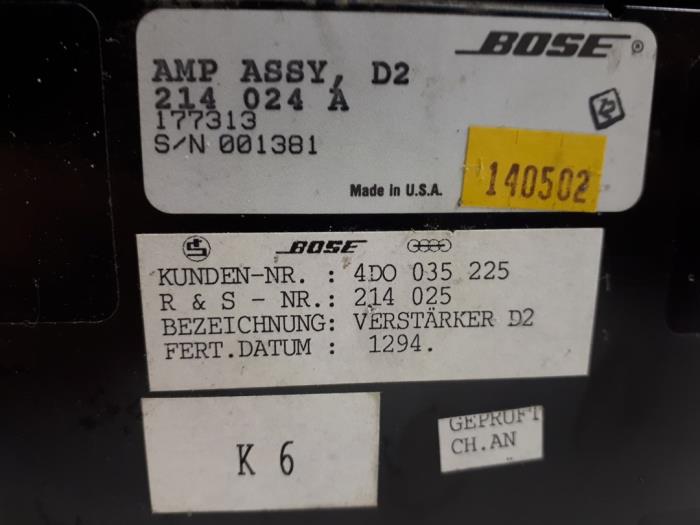 BOSE®
AMP ASSY, D2
214 024 A
177313
S/N 001381
Made in U.S.A.
140502
BOSE
KUNDEN-NR. : 4D0 035 225
R & S - NR.: 214 025
BEZEICHNUNG: VERSTÄRKER D2
FERT.DATUM : 1294.
K 6
GEPRÜFT
CH.AN